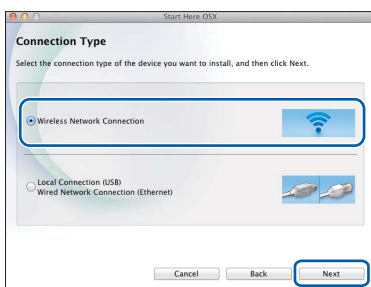 Start Here OSX
Connection Type
Select the connection type of the device you want to install, and then click Next.
Wireless Network Connection
Local Connection (USB)
Wired Network Connection (Ethernet)
Cancel
Back
Next